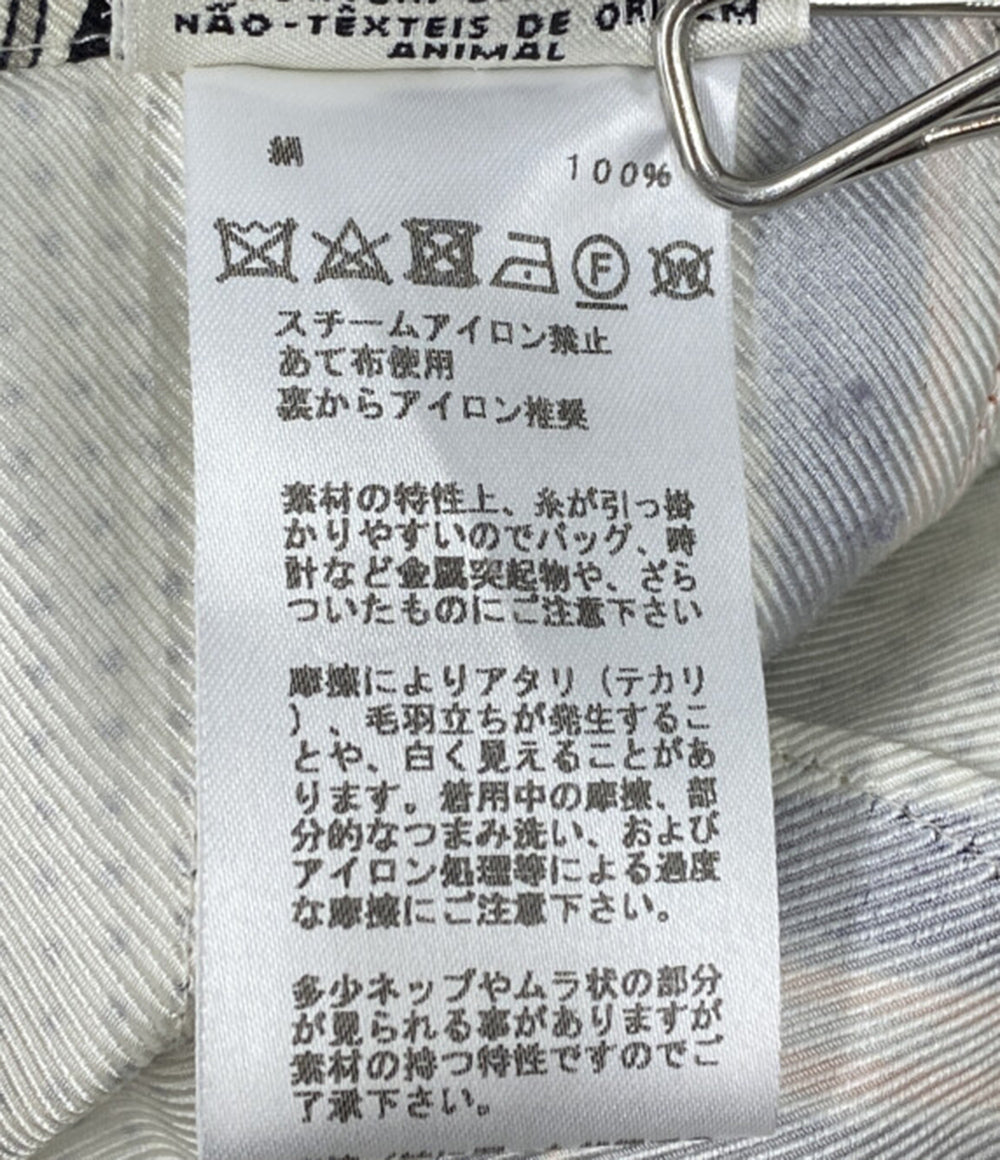 NÃO-TÊXTEIS DE ORIGEM
ANIMAL
絹 100%
F
W
スチームアイロン禁止
あて布使用
裏からアイロン推奨
素材の特性上、糸が引っ掛
かりやすいのでバッグ、時
計など金属突起物や、ざら
ついたものにご注意下さい
摩擦によりアタリ（テカリ
）、毛羽立ちが発生するこ
とや、白く見えることがあ
ります。着用中の摩擦、部
分的なつまみ洗い、および
アイロン処理等による過度
な摩擦にご注意下さい。
多少ネップやムラ状の部分
が見られる事がありますが
素材の持つ特性ですのでご
了承下さい。